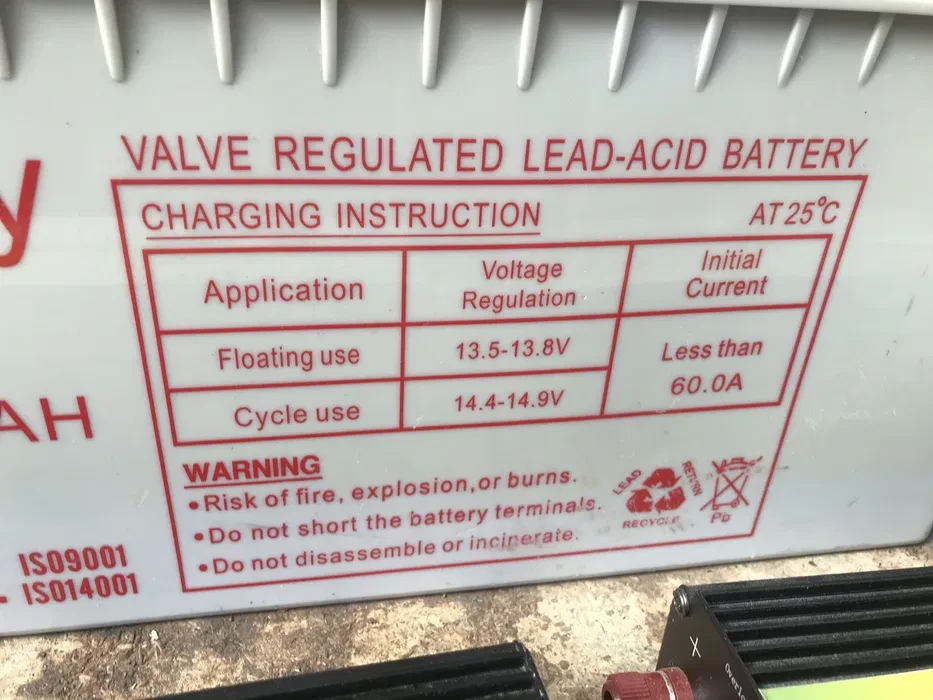 VALVE REGULATED LEAD-ACID BATTERY
CHARGING INSTRUCTION AT 25°C
Application
Voltage
Regulation
Initial
Current
Floating use
13.5-13.8V
Less than
60.0A
Cycle use
14.4-14.9V
WARNING
•Risk of fire, explosion, or burns.
•Do not short the battery terminals.
•Do not disassemble or incinerate.
LEAD
RETURN
RECYCLE
Pb
y
AH
ISO9001
ISO14001
X